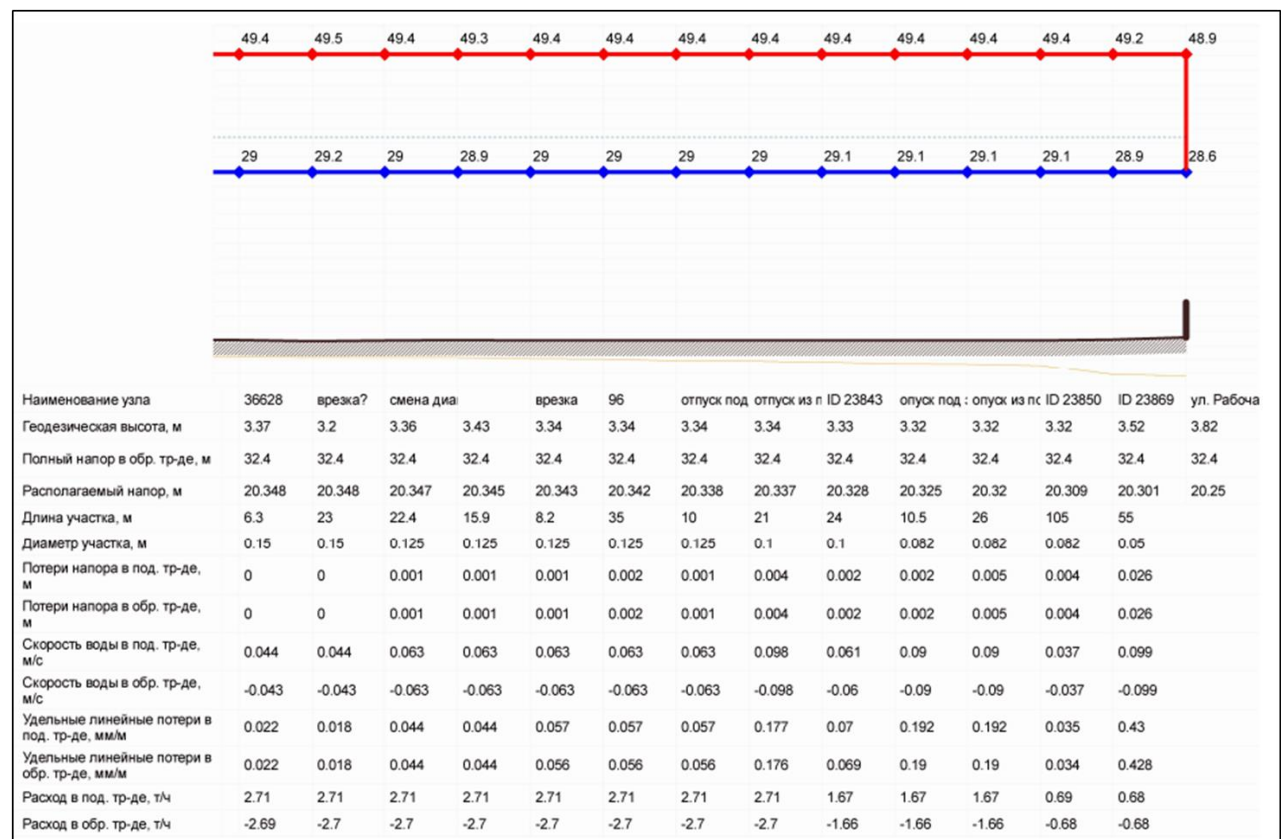 49.4 49.5 49.4 49.3 49.4 49.4 49.4 49.4 49.4 49.4 49.4 49.4 49.2 48.9
29 29.2 29 28.9 29 29 29 29 29.1 29.1 29.1 29.1 28.9 28.6
Наименование узла 36628 врезка? смена диа врезка 96 отпуск под отпуск из п ID 23843 опуск под : опуск из по ID 23850 ID 23869 ул. Рабоча
Геодезическая высота, м 3.37 3.2 3.36 3.43 3.34 3.34 3.34 3.34 3.33 3.32 3.32 3.32 3.52 3.82
Полный напор в обр. тр-де, м 32.4 32.4 32.4 32.4 32.4 32.4 32.4 32.4 32.4 32.4 32.4 32.4 32.4 32.4
Располагаемый напор, м 20.348 20.348 20.347 20.345 20.343 20.342 20.338 20.337 20.328 20.325 20.32 20.309 20.301 20.25
Длина участка, м 6.3 23 22.4 15.9 8.2 35 10 21 24 10.5 26 105 55
Диаметр участка, м 0.15 0.15 0.125 0.125 0.125 0.125 0.125 0.1 0.1 0.082 0.082 0.082 0.05
Потери напора в под. тр-де,
м 0 0 0.001 0.001 0.001 0.002 0.001 0.004 0.002 0.002 0.005 0.004 0.026
Потери напора в обр. тр-де,
м 0 0 0.001 0.001 0.001 0.002 0.001 0.004 0.002 0.002 0.005 0.004 0.026
Скорость воды в под. тр-де,
м/с 0.044 0.044 0.063 0.063 0.063 0.063 0.063 0.098 0.061 0.09 0.09 0.037 0.099
Скорость воды в обр. тр-де,
м/с -0.043 -0.043 -0.063 -0.063 -0.063 -0.063 -0.063 -0.098 -0.06 -0.09 -0.09 -0.037 -0.099
Удельные линейные потери в
под. тр-де, мм/м 0.022 0.018 0.044 0.044 0.057 0.057 0.057 0.177 0.07 0.192 0.192 0.035 0.43
Удельные линейные потери в
обр. тр-де, мм/м 0.022 0.018 0.044 0.044 0.056 0.056 0.056 0.176 0.069 0.19 0.19 0.034 0.428
Расход в под. тр-де, т/ч 2.71 2.71 2.71 2.71 2.71 2.71 2.71 2.71 1.67 1.67 1.67 0.69 0.68
Расход в обр. тр-де, т/ч -2.69 -2.7 -2.7 -2.7 -2.7 -2.7 -2.7 -2.7 -1.66 -1.66 -1.66 -0.68 -0.68